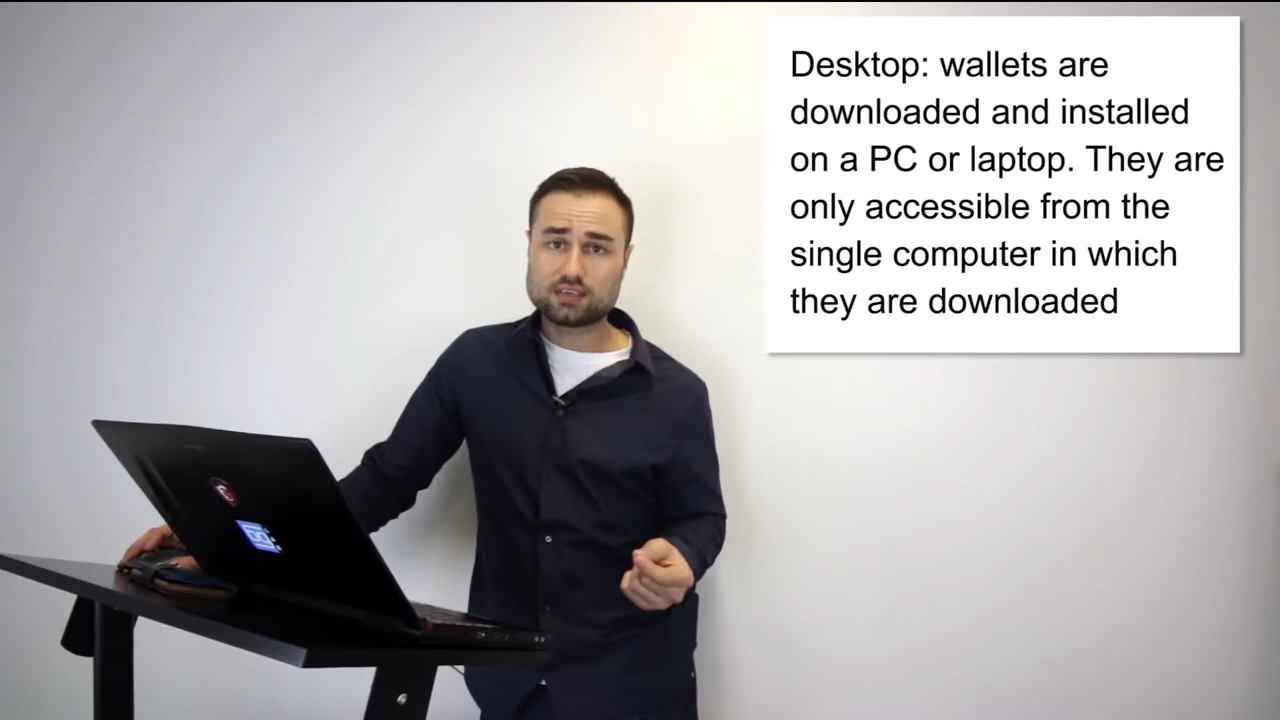 Desktop: wallets are
downloaded and installed
on a PC or laptop. They are
only accessible from the
single computer in which
they are downloaded